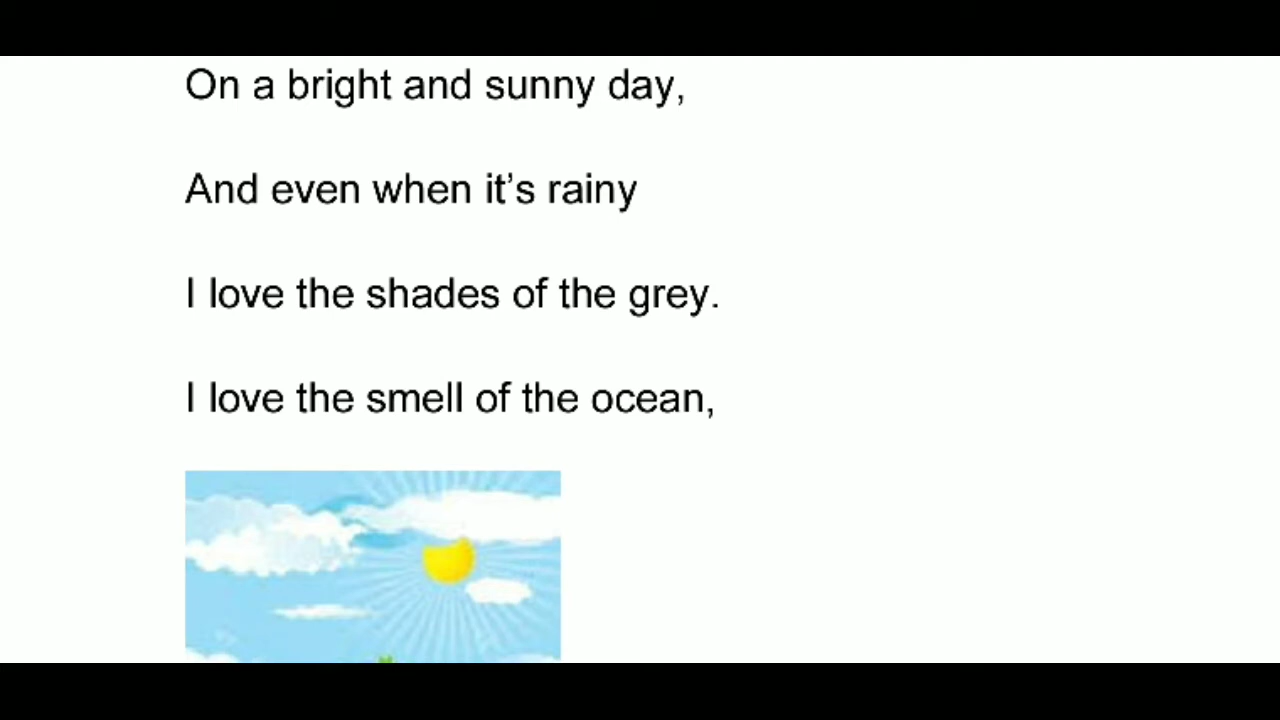 On a bright and sunny day,
And even when it’s rainy
I love the shades of the grey.
I love the smell of the ocean,